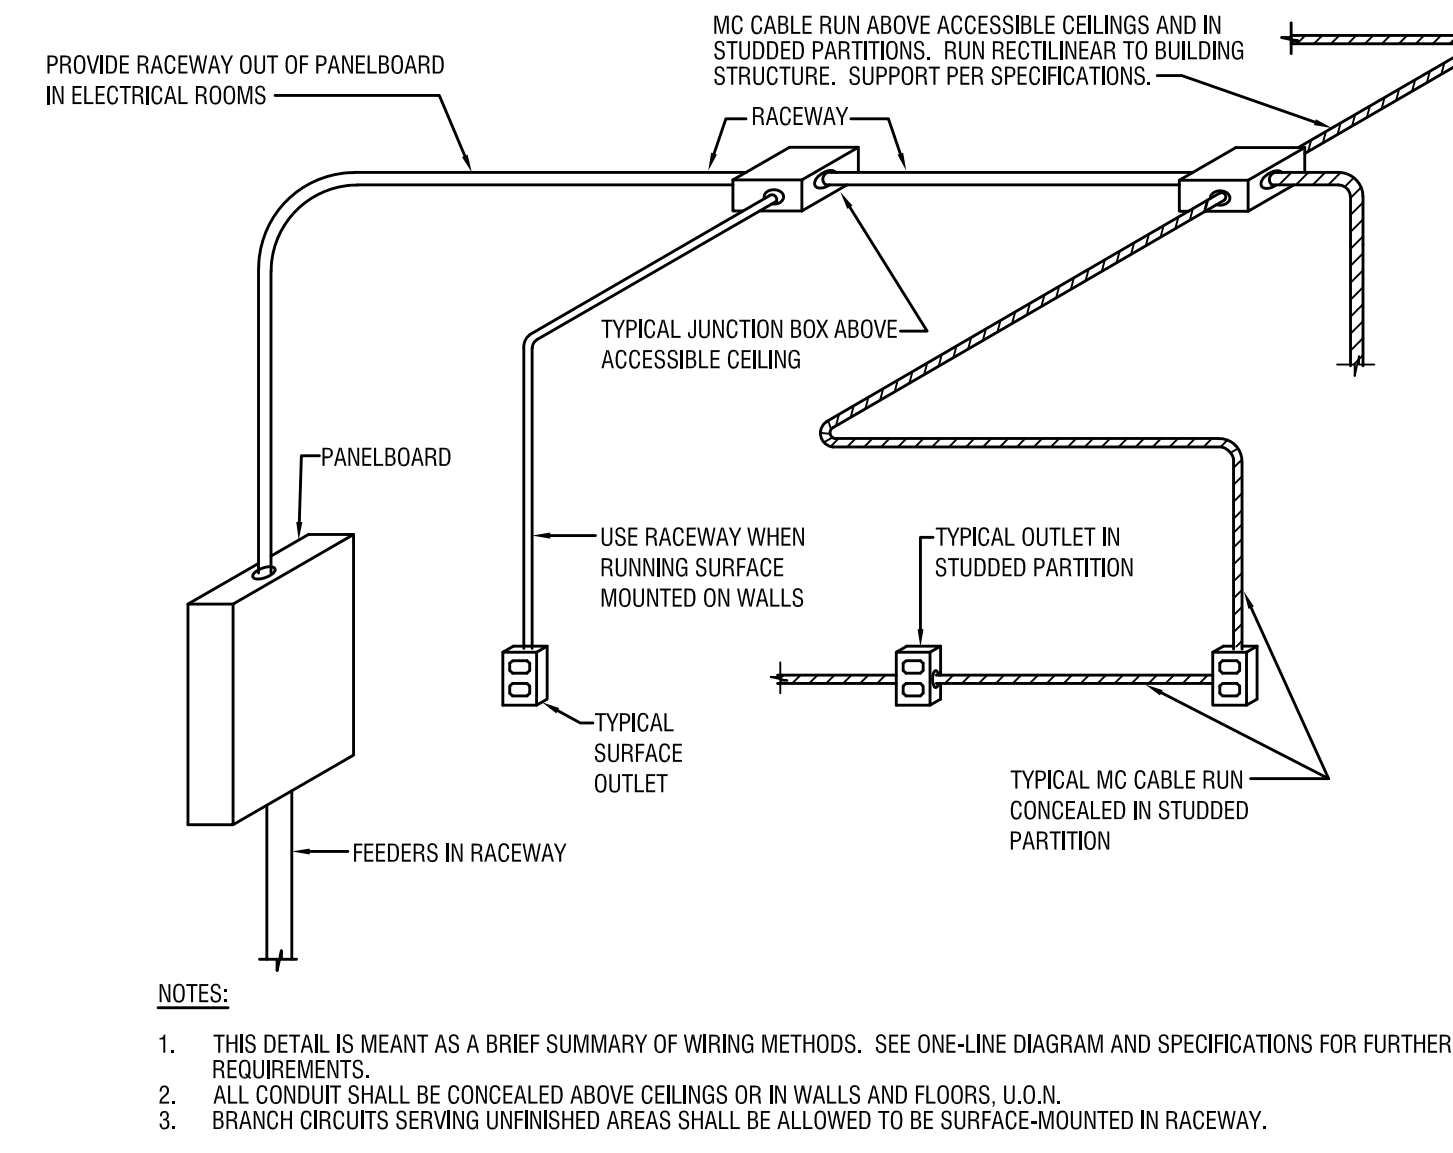 MC CABLE RUN ABOVE ACCESSIBLE CEILINGS AND IN
STUDDED PARTITIONS. RUN RECTILINEAR TO BUILDING
STRUCTURE. SUPPORT PER SPECIFICATIONS.
PROVIDE RACEWAY OUT OF PANELBOARD
IN ELECTRICAL ROOMS
RACEWAY
TYPICAL JUNCTION BOX ABOVE
ACCESSIBLE CEILING
PANELBOARD
USE RACEWAY WHEN
RUNNING SURFACE
MOUNTED ON WALLS
TYPICAL OUTLET IN
STUDDED PARTITION
TYPICAL
SURFACE
OUTLET
TYPICAL MC CABLE RUN
CONCEALED IN STUDDED
PARTITION
FEEDERS IN RACEWAY
NOTES:
1. THIS DETAIL IS MEANT AS A BRIEF SUMMARY OF WIRING METHODS. SEE ONE-LINE DIAGRAM AND SPECIFICATIONS FOR FURTHER
REQUIREMENTS.
2. ALL CONDUIT SHALL BE CONCEALED ABOVE CEILINGS OR IN WALLS AND FLOORS, U.O.N.
3. BRANCH CIRCUITS SERVING UNFINISHED AREAS SHALL BE ALLOWED TO BE SURFACE-MOUNTED IN RACEWAY.